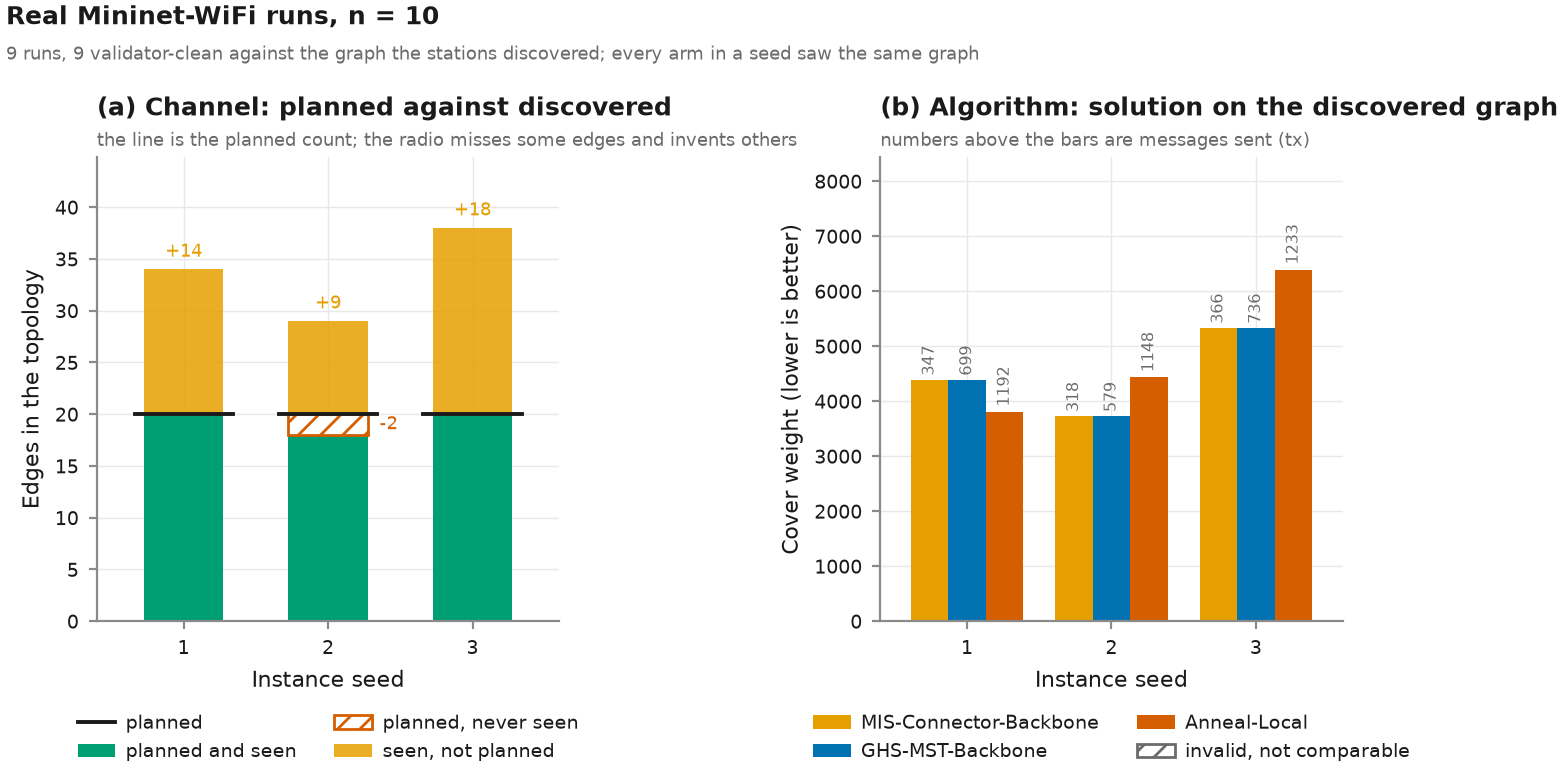 Real Mininet-WiFi runs, n = 10
9 runs, 9 validator-clean against the graph the stations discovered; every arm in a seed saw the same graph
(a) Channel: planned against discovered
the line is the planned count; the radio misses some edges and invents others
Edges in the topology
40
35
30
25
20
15
10
5
0
+14
+9
+18
-2
1
2
3
Instance seed
planned
planned, never seen
planned and seen
seen, not planned
(b) Algorithm: solution on the discovered graph
numbers above the bars are messages sent (tx)
Cover weight (lower is better)
8000
7000
6000
5000
4000
3000
2000
1000
0
347
699
1192
318
579
1148
366
736
1233
1
2
3
Instance seed
MIS-Connector-Backbone
Anneal-Local
GHS-MST-Backbone
invalid, not comparable